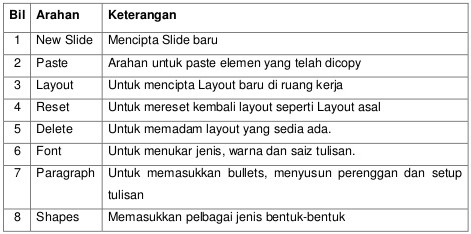 Bil Arahan Keterangan
1 New Slide Mencipta Slide baru
2 Paste Arahan untuk paste elemen yang telah dicopy
3 Layout Untuk mencipta Layout baru di ruang kerja
4 Reset Untuk mereset kembali layout seperti Layout asal
5 Delete Untuk memadam layout yang sedia ada.
6 Font Untuk menukar jenis, warna dan saiz tulisan.
7 Paragraph Untuk memasukkan bullets, menyusun perenggan dan setup
tulisan
8 Shapes Memasukkan pelbagai jenis bentuk-bentuk